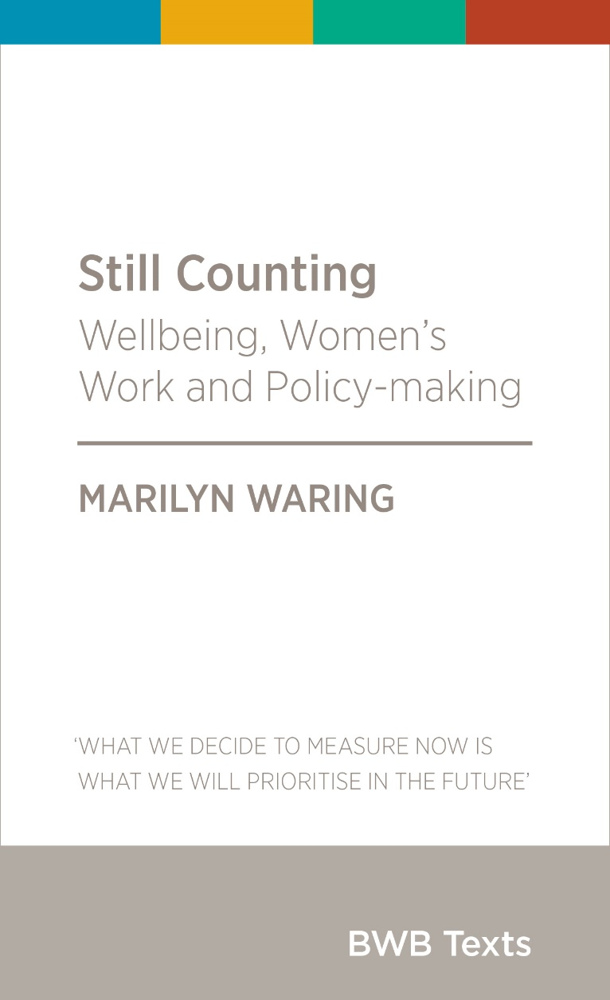 Still Counting
Wellbeing, Women’s
Work and Policy-making
MARILYN WARING
‘WHAT WE DECIDE TO MEASURE NOW IS
WHAT WE WILL PRIORITISE IN THE FUTURE’
BWB Texts